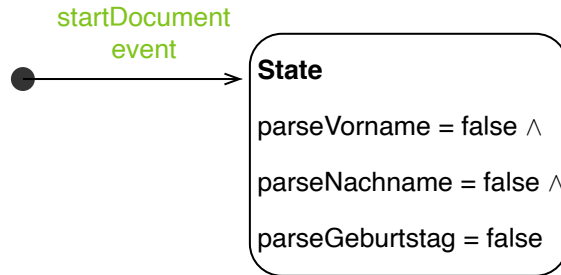 startDocument
event
State
parseVorname = false ∧
parseNachname = false ∧
parseGeburtstag = false